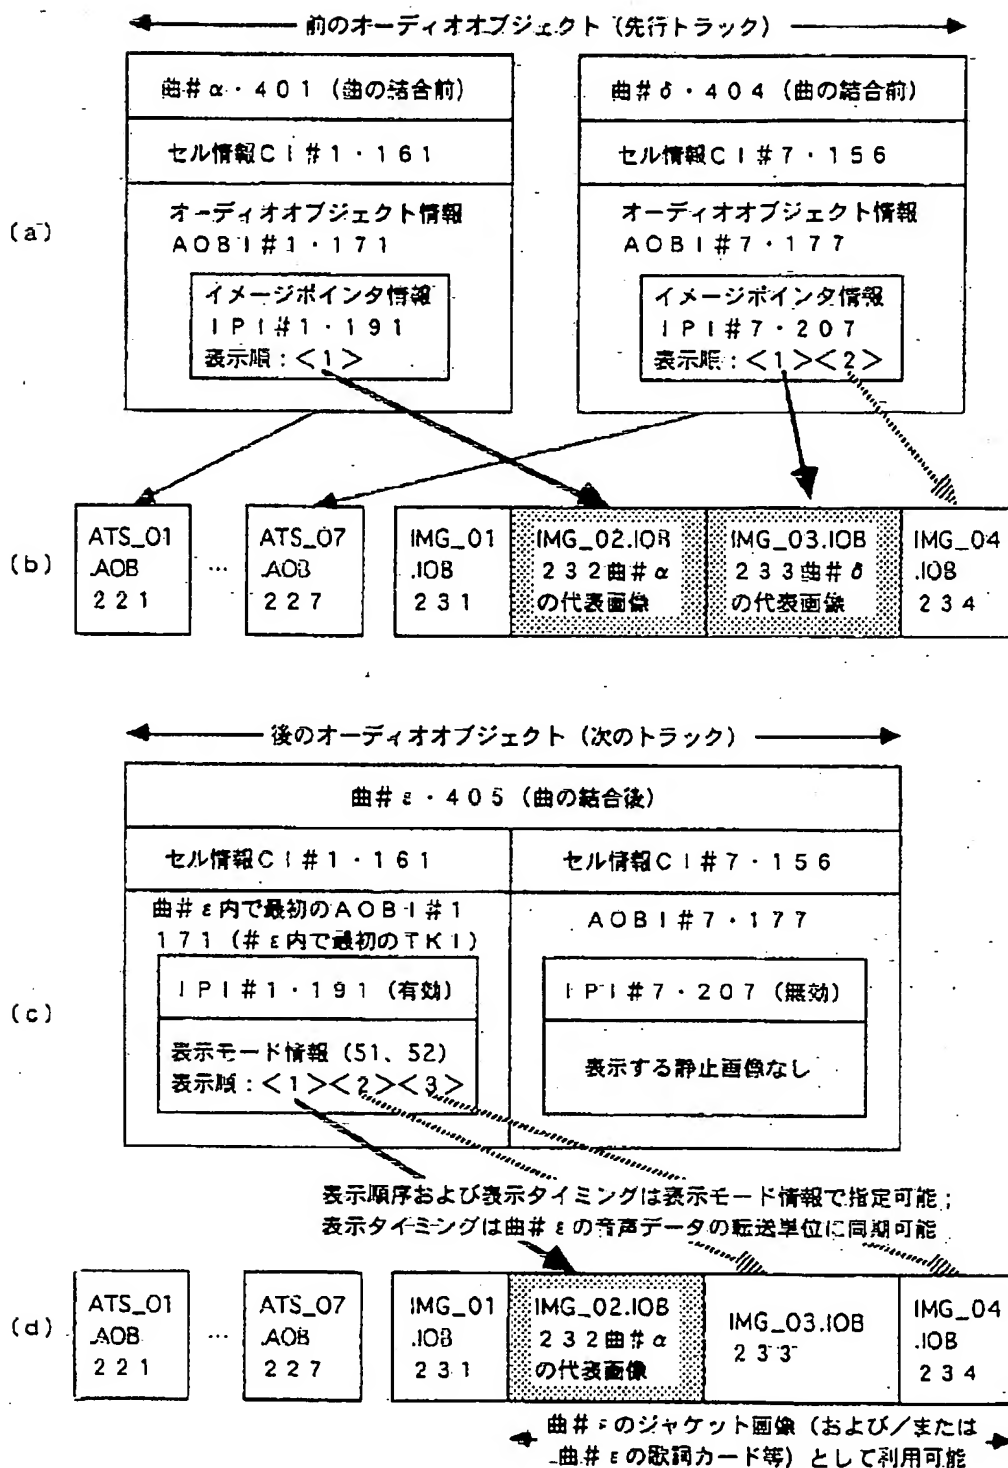 前のオーディオオブジェクト（先行トラック）
曲#α・401（曲の結合前）
曲#δ・404（曲の結合前）
セル情報CI#1・161
セル情報CI#7・156
(a)
オーディオオブジェクト情報
AOBI#1・171
オーディオオブジェクト情報
AOBI#7・177
イメージポインタ情報
IPI#1・191
表示順：<1>
イメージポインタ情報
IPI#7・207
表示順：<1><2>
(b)
ATS_01
.AOB
221
…
ATS_07
.AOB
227
IMG_01
.IOB
231
IMG_02.IOB
232曲#α
の代表画像
IMG_03.IOB
233曲#δ
の代表画像
IMG_04
.IOB
234
後のオーディオオブジェクト（次のトラック）
曲#ε・405（曲の結合後）
セル情報CI#1・161
セル情報CI#7・156
(c)
曲#ε内で最初のAOBI#1
171（#ε内で最初のTKI）
AOBI#7・177
IPI#1・191（有効）
IPI#7・207（無効）
表示モード情報（51、52）
表示順：<1><2><3>
表示する静止画像なし
表示順序および表示タイミングは表示モード情報で指定可能；
表示タイミングは曲#εの音声データの転送単位に同期可能
(d)
ATS_01
.AOB
221
…
ATS_07
.AOB
227
IMG_01
.IOB
231
IMG_02.IOB
232曲#α
の代表画像
IMG_03.IOB
233
IMG_04
.IOB
234
曲#εのジャケット画像（および／または
曲#εの歌詞カード等）として利用可能